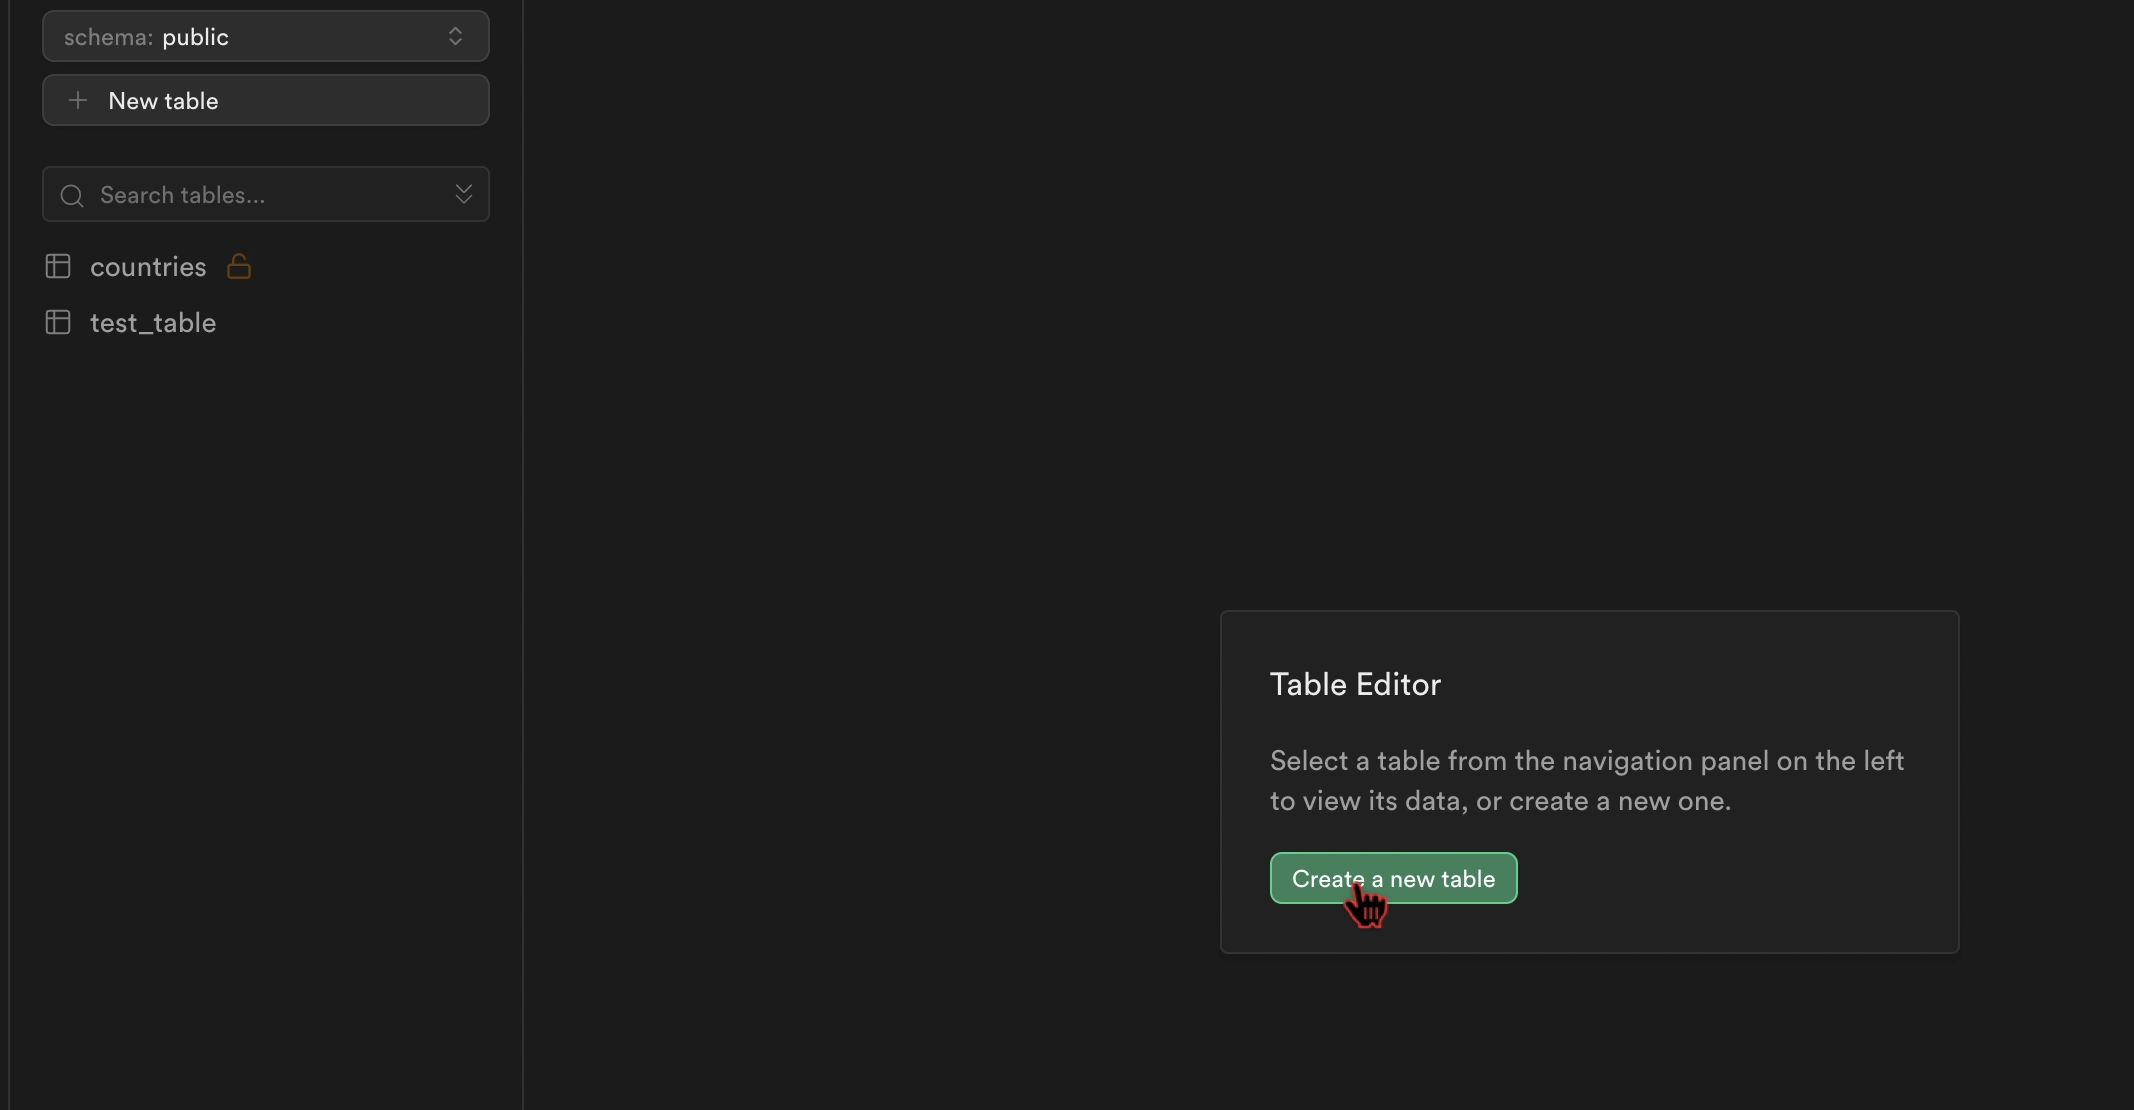 schema: public
New table
Search tables...
countries
test_table
Table Editor
Select a table from the navigation panel on the left
to view its data, or create a new one.
Create a new table